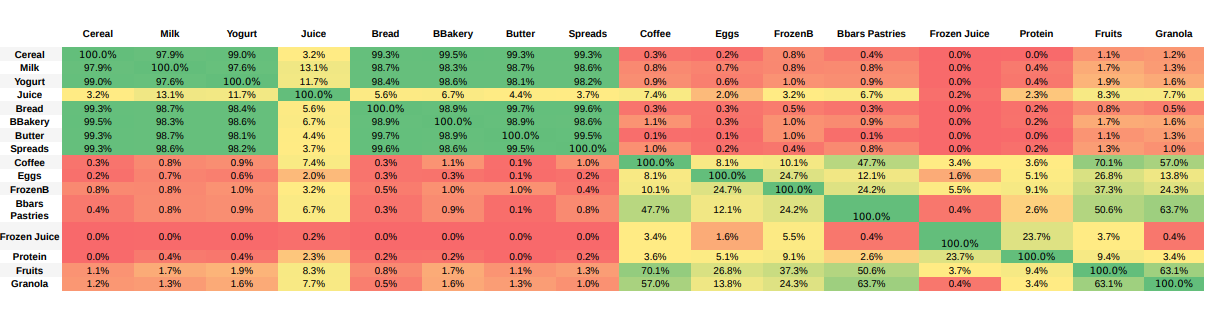 Cereal Milk Yogurt Juice Bread BBakery Butter Spreads Coffee Eggs FrozenB Bbars Pastries Frozen Juice Protein Fruits Granola
Cereal 100.0% 97.9% 99.0% 3.2% 99.3% 99.5% 99.3% 99.3% 0.3% 0.2% 0.8% 0.4% 0.0% 0.0% 1.1% 1.2%
Milk 97.9% 100.0% 97.6% 13.1% 98.7% 98.3% 98.7% 98.6% 0.8% 0.7% 0.8% 0.8% 0.0% 0.4% 1.7% 1.3%
Yogurt 99.0% 97.6% 100.0% 11.7% 98.4% 98.6% 98.1% 98.2% 0.9% 0.6% 1.0% 0.9% 0.0% 0.4% 1.9% 1.6%
Juice 3.2% 13.1% 11.7% 100.0% 5.6% 6.7% 4.4% 3.7% 7.4% 2.0% 3.2% 6.7% 0.2% 2.3% 8.3% 7.7%
Bread 99.3% 98.7% 98.4% 5.6% 100.0% 98.9% 99.7% 99.6% 0.3% 0.3% 0.5% 0.3% 0.0% 0.2% 0.8% 0.5%
BBakery 99.5% 98.3% 98.6% 6.7% 98.9% 100.0% 98.9% 98.6% 1.1% 0.3% 1.0% 0.9% 0.0% 0.2% 1.7% 1.6%
Butter 99.3% 98.7% 98.1% 4.4% 99.7% 98.9% 100.0% 99.5% 0.1% 0.1% 1.0% 0.1% 0.0% 0.0% 1.1% 1.3%
Spreads 99.3% 98.6% 98.2% 3.7% 99.6% 98.6% 99.5% 100.0% 1.0% 0.2% 0.4% 0.8% 0.0% 0.2% 1.3% 1.0%
Coffee 0.3% 0.8% 0.9% 7.4% 0.3% 1.1% 0.1% 1.0% 100.0% 8.1% 10.1% 47.7% 3.4% 3.6% 70.1% 57.0%
Eggs 0.2% 0.7% 0.6% 2.0% 0.3% 0.3% 0.1% 0.2% 8.1% 100.0% 24.7% 12.1% 1.6% 5.1% 26.8% 13.8%
FrozenB 0.8% 0.8% 1.0% 3.2% 0.5% 1.0% 1.0% 0.4% 10.1% 24.7% 100.0% 24.2% 5.5% 9.1% 37.3% 24.3%
Bbars
Pastries 0.4% 0.8% 0.9% 6.7% 0.3% 0.9% 0.1% 0.8% 47.7% 12.1% 24.2% 100.0% 0.4% 2.6% 50.6% 63.7%
Frozen Juice 0.0% 0.0% 0.0% 0.2% 0.0% 0.0% 0.0% 0.0% 3.4% 1.6% 5.5% 0.4% 100.0% 23.7% 3.7% 0.4%
Protein 0.0% 0.4% 0.4% 2.3% 0.2% 0.2% 0.0% 0.2% 3.6% 5.1% 9.1% 2.6% 23.7% 100.0% 9.4% 3.4%
Fruits 1.1% 1.7% 1.9% 8.3% 0.8% 1.7% 1.1% 1.3% 70.1% 26.8% 37.3% 50.6% 3.7% 9.4% 100.0% 63.1%
Granola 1.2% 1.3% 1.6% 7.7% 0.5% 1.6% 1.3% 1.0% 57.0% 13.8% 24.3% 63.7% 0.4% 3.4% 63.1% 100.0%